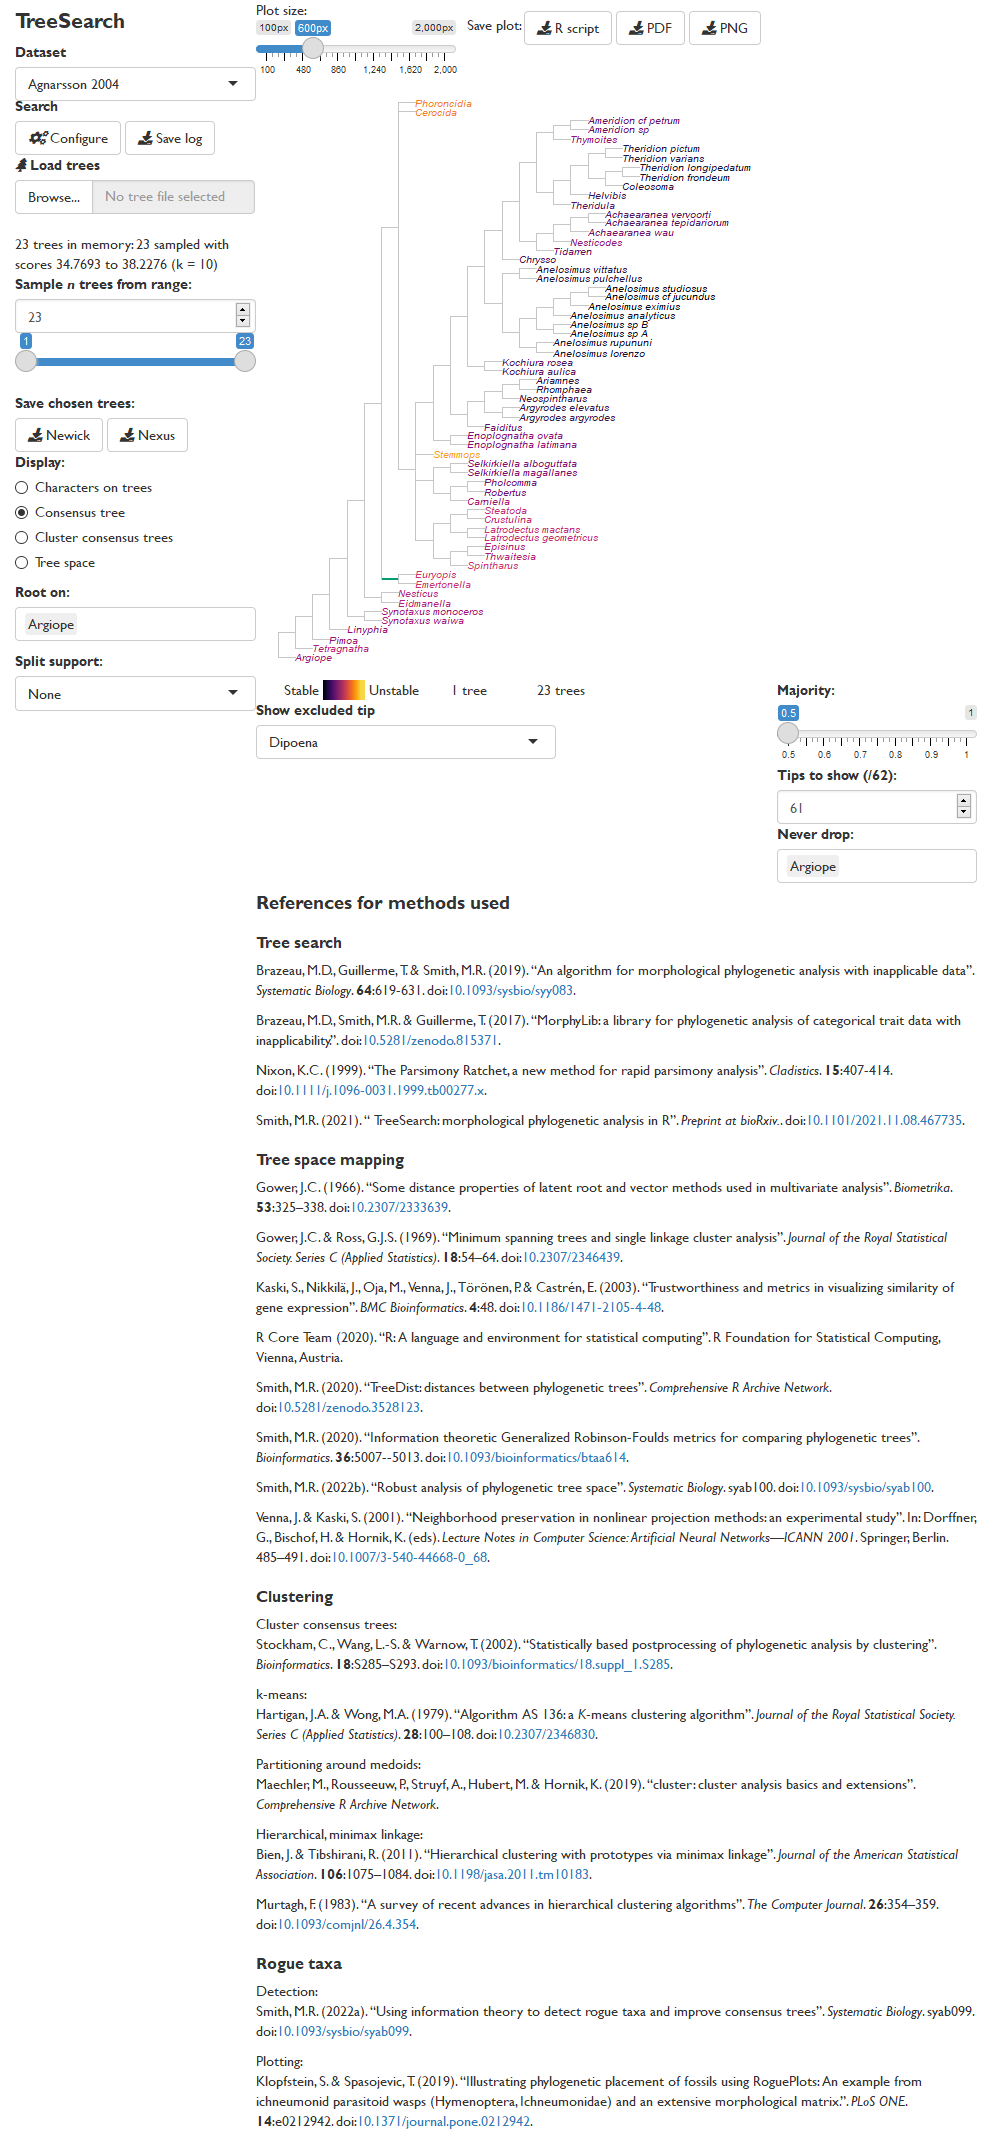 TreeSearch
Dataset
Agnarsson 2004
Search
Configure
Save log
Load trees
Browse...
No tree file selected
23 trees in memory: 23 sampled with
scores 34.7693 to 38.2276 (k = 10)
Sample n trees from range:
23
1
23
Save chosen trees:
Newick
Nexus
Display:
Characters on trees
Consensus tree
Cluster consensus trees
Tree space
Root on:
Argiope
Split support:
None
Plot size:
100px
600px
2,000px
100 480 860 1,240 1,620 2,000
Save plot:
R script
PDF
PNG
Phoroncidia
Cerocida
Ameridion cf petrum
Ameridion sp
Thymoites
Theridion pictum
Theridion varians
Theridion longipedatum
Theridion frondeum
Coleosoma
Helvibis
Theridula
Achaearanea vervoorti
Achaearanea tepidariorum
Achaearanea wau
Nesticodes
Tidarren
Chrysso
Anelosimus vittatus
Anelosimus pulchellus
Anelosimus studiosus
Anelosimus cf jucundus
Anelosimus eximius
Anelosimus analyticus
Anelosimus sp B
Anelosimus sp A
Anelosimus rupununi
Anelosimus lorenzo
Kochiura rosea
Kochiura aulica
Ariamnes
Rhomphaea
Neospintharus
Argyrodes elevatus
Argyrodes argyrodes
Faiditus
Enoplognatha ovata
Enoplognatha latimana
Stemmops
Selkirkiella alboguttata
Selkirkiella magallanes
Pholcomma
Robertus
Carniella
Steatoda
Crustulina
Latrodectus mactans
Latrodectus geometricus
Episinus
Thwaitesia
Spintharus
Euryopis
Emertonella
Nesticus
Eidmanella
Synotaxus monoceros
Synotaxus waiwa
Linyphia
Pimoa
Tetragnatha
Argiope
Stable
Unstable
1 tree
23 trees
Show excluded tip
Dipoena
Majority:
0.5
1
0.5 0.6 0.7 0.8 0.9 1
Tips to show (/62):
61
Never drop:
Argiope
References for methods used
Tree search
Brazeau, M.D., Guillerme, T. & Smith, M.R. (2019). “An algorithm for morphological phylogenetic analysis with inapplicable data”.
Systematic Biology. 64:619-631. doi:10.1093/sysbio/syy083.
Brazeau, M.D., Smith, M.R. & Guillerme, T. (2017). “MorphyLib: a library for phylogenetic analysis of categorical trait data with
inapplicability.”. doi:10.5281/zenodo.815371.
Nixon, K.C. (1999). “The Parsimony Ratchet, a new method for rapid parsimony analysis”. Cladistics. 15:407-414.
doi:10.1111/j.1096-0031.1999.tb00277.x.
Smith, M.R. (2021). “ TreeSearch: morphological phylogenetic analysis in R”. Preprint at bioRxiv.. doi:10.1101/2021.11.08.467735.
Tree space mapping
Gower, J.C. (1966). “Some distance properties of latent root and vector methods used in multivariate analysis”. Biometrika.
53:325–338. doi:10.2307/2333639.
Gower, J.C. & Ross, G.J.S. (1969). “Minimum spanning trees and single linkage cluster analysis”. Journal of the Royal Statistical
Society. Series C (Applied Statistics). 18:54–64. doi:10.2307/2346439.
Kaski, S., Nikkilä, J., Oja, M., Venna, J., Törönen, P. & Castrén, E. (2003). “Trustworthiness and metrics in visualizing similarity of
gene expression”. BMC Bioinformatics. 4:48. doi:10.1186/1471-2105-4-48.
R Core Team (2020). “R: A language and environment for statistical computing”. R Foundation for Statistical Computing,
Vienna, Austria.
Smith, M.R. (2020). “TreeDist: distances between phylogenetic trees”. Comprehensive R Archive Network.
doi:10.5281/zenodo.3528123.
Smith, M.R. (2020). “Information theoretic Generalized Robinson-Foulds metrics for comparing phylogenetic trees”.
Bioinformatics. 36:5007--5013. doi:10.1093/bioinformatics/btaa614.
Smith, M.R. (2022b). “Robust analysis of phylogenetic tree space”. Systematic Biology. syab100. doi:10.1093/sysbio/syab100.
Venna, J. & Kaski, S. (2001). “Neighborhood preservation in nonlinear projection methods: an experimental study”. In: Dorffner,
G., Bischof, H. & Hornik, K. (eds). Lecture Notes in Computer Science: Artificial Neural Networks—ICANN 2001. Springer, Berlin.
485–491. doi:10.1007/3-540-44668-0_68.
Clustering
Cluster consensus trees:
Stockham, C., Wang, L.-S. & Warnow, T. (2002). “Statistically based postprocessing of phylogenetic analysis by clustering”.
Bioinformatics. 18:S285–S293. doi:10.1093/bioinformatics/18.suppl_1.S285.
k-means:
Hartigan, J.A. & Wong, M.A. (1979). “Algorithm AS 136: a K-means clustering algorithm”. Journal of the Royal Statistical Society.
Series C (Applied Statistics). 28:100–108. doi:10.2307/2346830.
Partitioning around medoids:
Maechler, M., Rousseeuw, P., Struyf, A., Hubert, M. & Hornik, K. (2019). “cluster: cluster analysis basics and extensions”.
Comprehensive R Archive Network.
Hierarchical, minimax linkage:
Bien, J. & Tibshirani, R. (2011). “Hierarchical clustering with prototypes via minimax linkage”. Journal of the American Statistical
Association. 106:1075–1084. doi:10.1198/jasa.2011.tm10183.
Murtagh, F. (1983). “A survey of recent advances in hierarchical clustering algorithms”. The Computer Journal. 26:354–359.
doi:10.1093/comjnl/26.4.354.
Rogue taxa
Detection:
Smith, M.R. (2022a). “Using information theory to detect rogue taxa and improve consensus trees”. Systematic Biology. syab099.
doi:10.1093/sysbio/syab099.
Plotting:
Klopfstein, S. & Spasojevic, T. (2019). “Illustrating phylogenetic placement of fossils using RoguePlots: An example from
ichneumonid parasitoid wasps (Hymenoptera, Ichneumonidae) and an extensive morphological matrix.”. PLoS ONE.
14:e0212942. doi:10.1371/journal.pone.0212942.